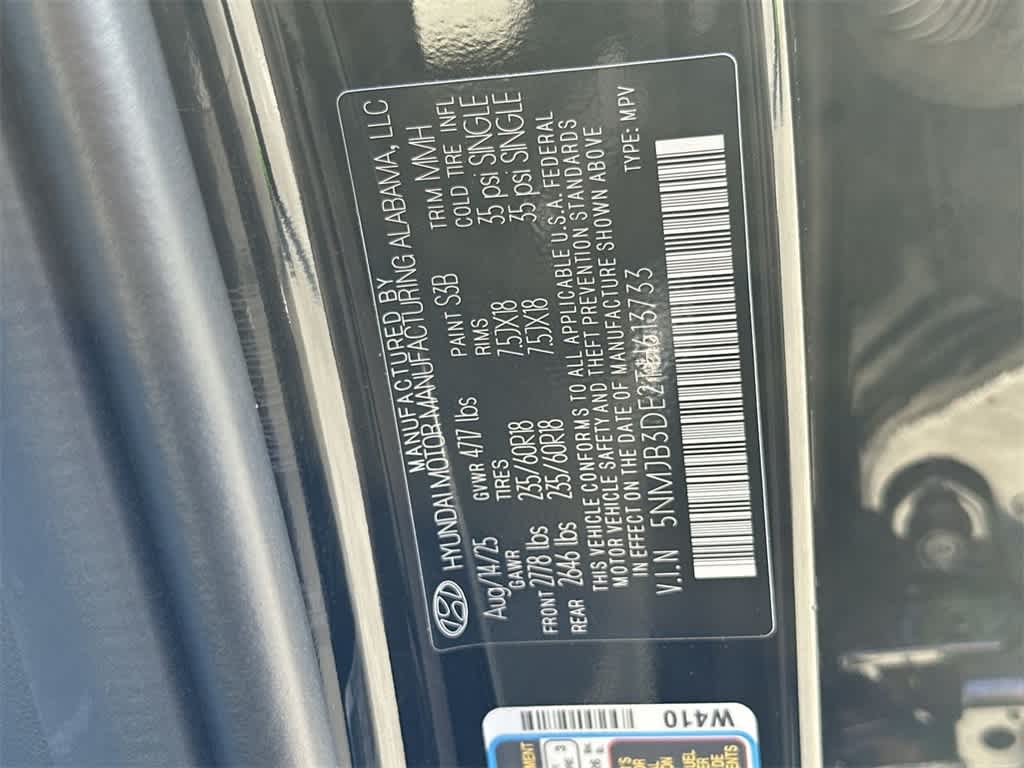 MANUFACTURED BY
HYUNDAI MOTOR MANUFACTURING ALABAMA, LLC
Aug/14/25 GVWR 4717 lbs PAINT S3B TRIM MMH
GAWR TIRES RIMS COLD TIRE INFL
FRONT 2778 lbs 235/60R18 7.5JX18 35 psi SINGLE
REAR 2646 lbs 235/60R18 7.5JX18 35 psi SINGLE
THIS VEHICLE CONFORMS TO ALL APPLICABLE U.S.A. FEDERAL
MOTOR VEHICLE SAFETY AND THEFT PREVENTION STANDARDS
IN EFFECT ON THE DATE OF MANUFACTURE SHOWN ABOVE
V.I.N TYPE: MPV
W410